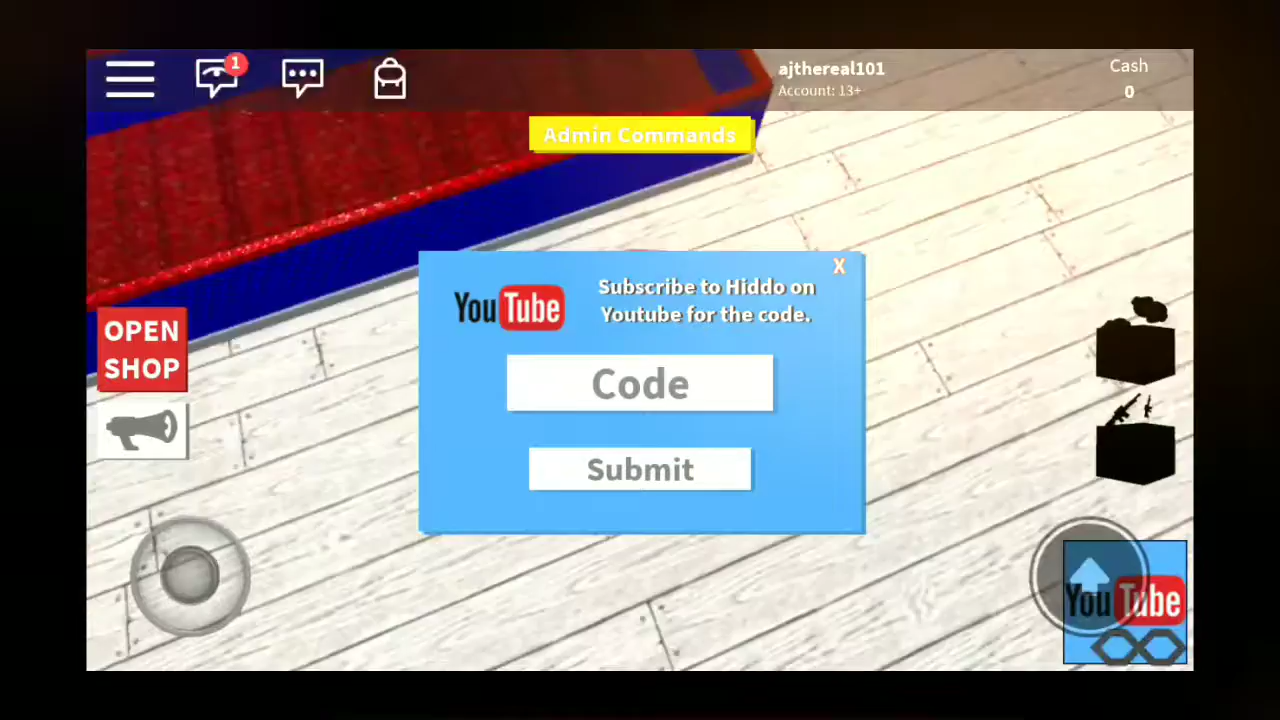 1
ajthereal101
Account: 13+
Cash
0
Admin Commands
X
YouTube
Subscribe to Hiddo on
Youtube for the code.
OPEN
SHOP
Code
Submit
YouTube